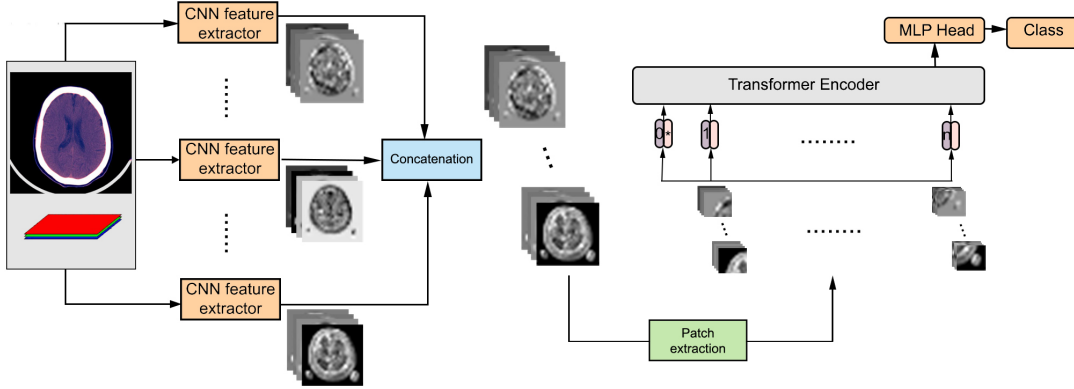 CNN feature
extractor
CNN feature
extractor
CNN feature
extractor
Concatenation
Patch
extraction
0*
1
n
Transformer Encoder
MLP Head
Class